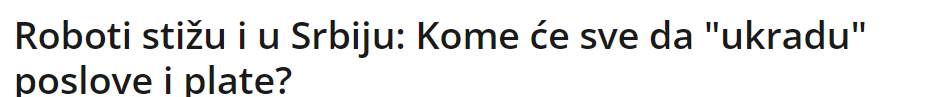 Roboti stižu i u Srbiju: Kome će sve da "ukradu"
poslove i plate?